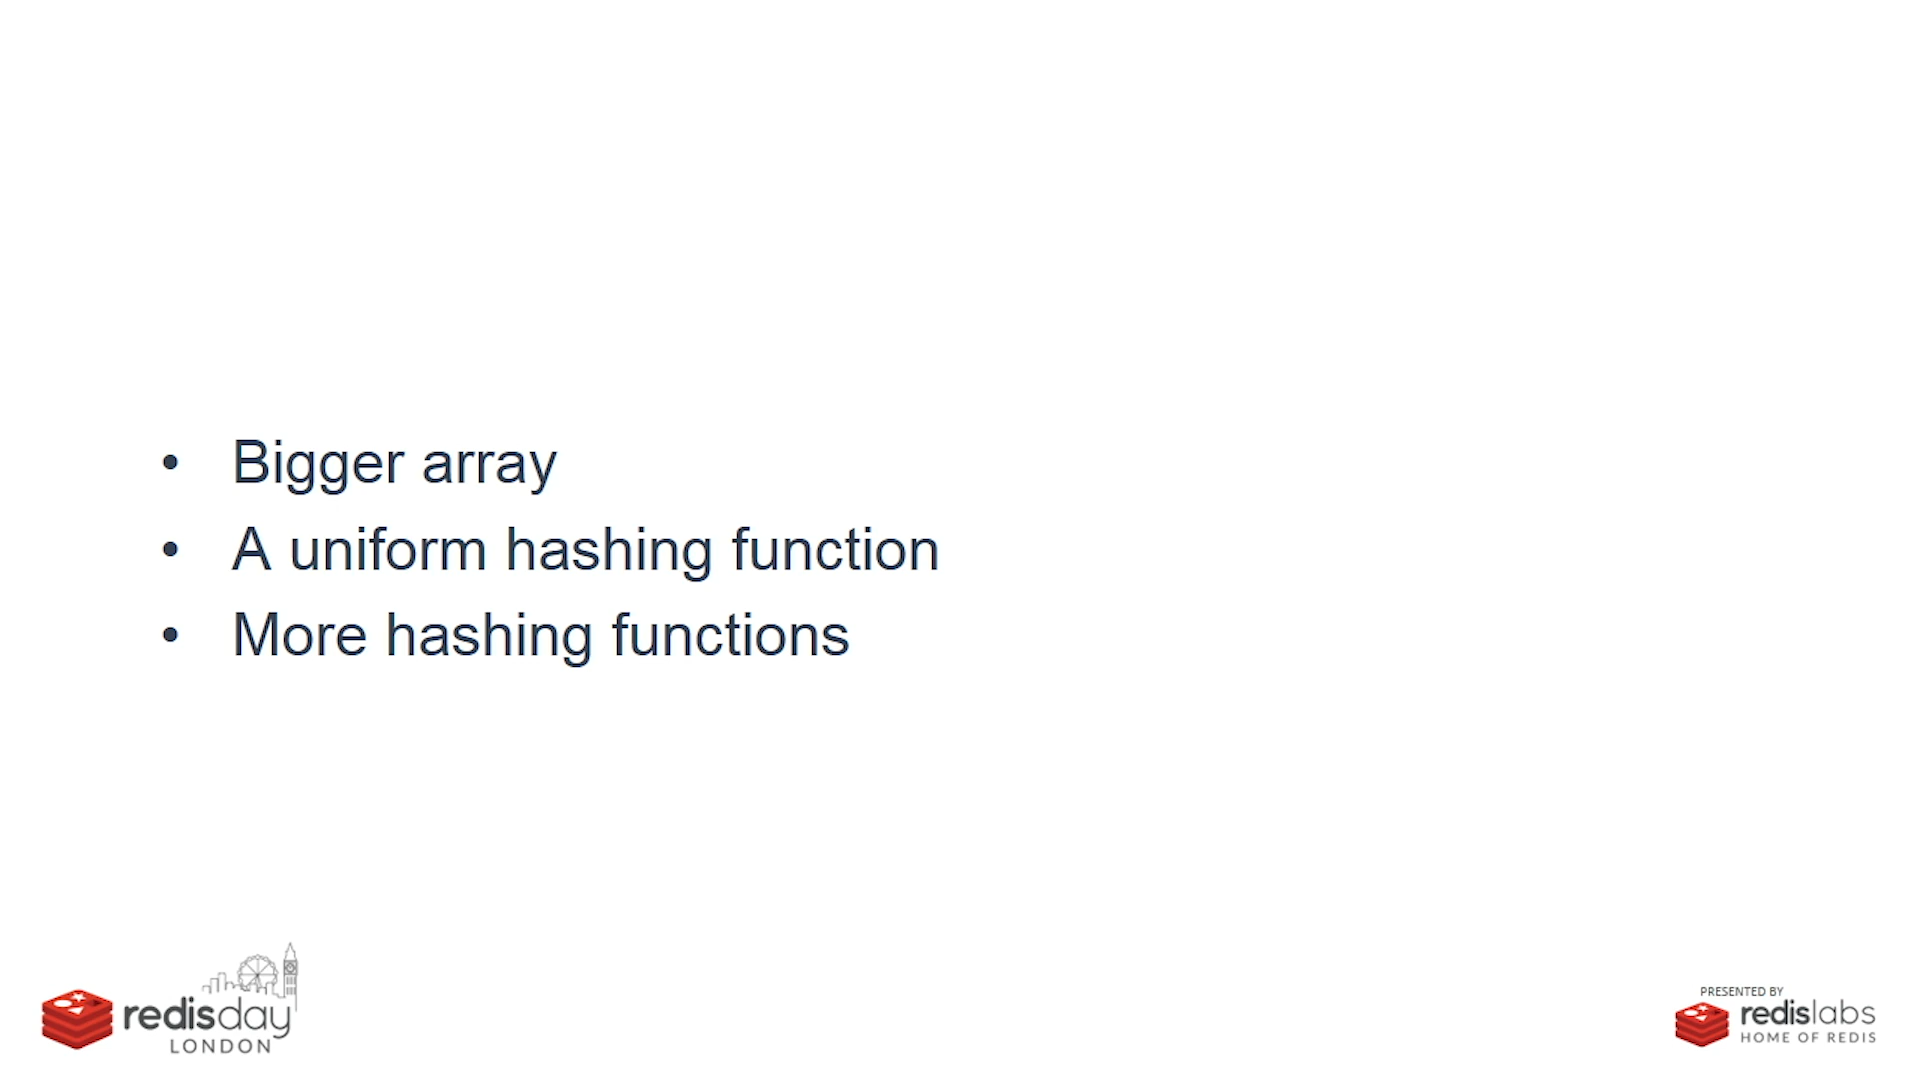 • Bigger array
• A uniform hashing function
• More hashing functions
redisday
LONDON
PRESENTED BY
redislabs
HOME OF REDIS